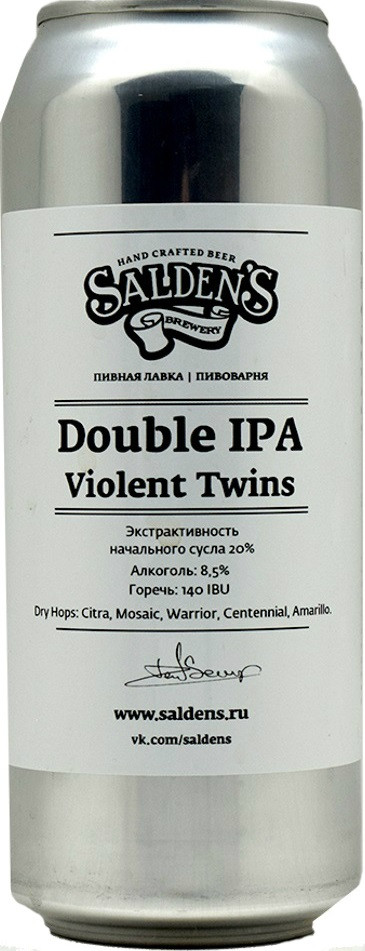 HAND CRAFTED BEER
SALDEN'S
BREWERY
ПИВНАЯ ЛАВКА | ПИВОВАРНЯ
Double IPA
Violent Twins
Экстрактивность
начального сусла 20%
Алкоголь: 8,5%
Горечь: 140 IBU
Dry Hops: Citra, Mosaic, Warrior, Centennial, Amarillo.
www.saldens.ru
vk.com/saldens